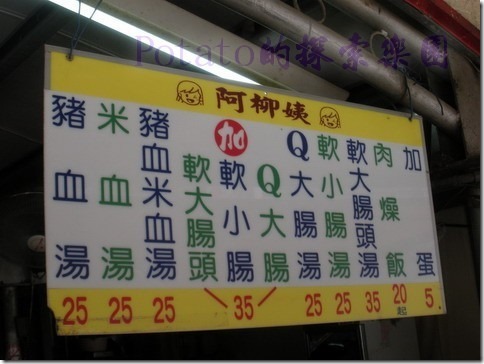 Potato的探索樂園
阿柳姨
豬血湯 25
米血湯 25
豬血米血湯 25
加
軟大腸頭
軟小腸
Q大腸
35
Q大腸湯 25
軟小腸湯 25
軟大腸頭湯 35
肉燥飯 20
加蛋 5